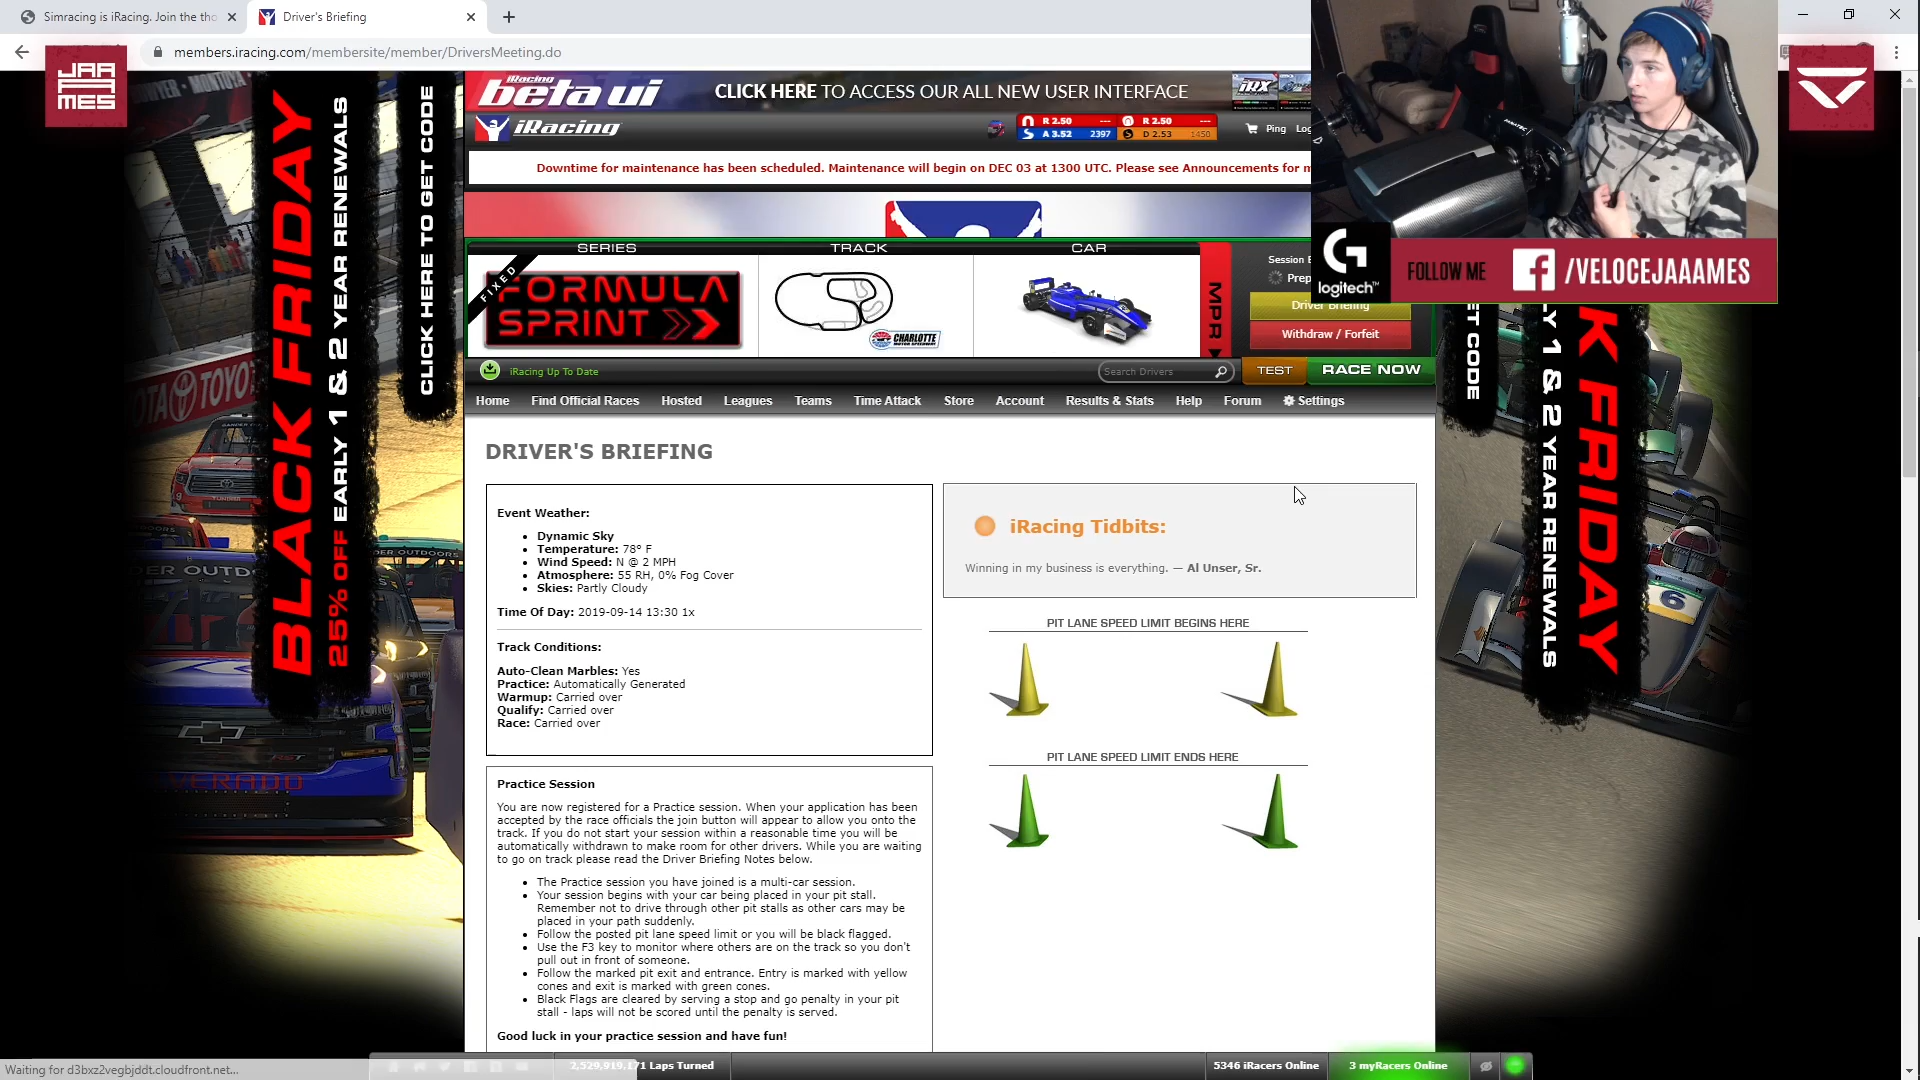 Simracing is iRacing. Join the tho
Driver's Briefing
members.iracing.com/membersite/member/DriversMeeting.do
JAA
AMES
iRacing
beta ui
CLICK HERE TO ACCESS OUR ALL NEW USER INTERFACE
iRacing
R 2.50 ---
R 2.50 ---
A 3.52 2397
D 2.53 1450
Ping
Downtime for maintenance has been scheduled. Maintenance will begin on DEC 03 at 1300 UTC. Please see Announcements for
SERIES
TRACK
CAR
FIXED
FORMULA
SPRINT
CHARLOTTE
MOTOR SPEEDWAY
MPR
Driver Briefing
Withdraw / Forfeit
FANATEC
G
logitech
FOLLOW ME
f /VELOCEJAAAMES
iRacing Up To Date
Search Drivers
TEST
RACE NOW
Home
Find Official Races
Hosted
Leagues
Teams
Time Attack
Store
Account
Results & Stats
Help
Forum
Settings
BLACK FRIDAY
25% OFF EARLY 1 & 2 YEAR RENEWALS
CLICK HERE TO GET CODE
DRIVER'S BRIEFING
Event Weather:
• Dynamic Sky
• Temperature: 78° F
• Wind Speed: N @ 2 MPH
• Atmosphere: 55 RH, 0% Fog Cover
• Skies: Partly Cloudy
Time Of Day: 2019-09-14 13:30 1x
Track Conditions:
Auto-Clean Marbles: Yes
Practice: Automatically Generated
Warmup: Carried over
Qualify: Carried over
Race: Carried over
Practice Session
You are now registered for a Practice session. When your application has been
accepted by the race officials the join button will appear to allow you onto the
track. If you do not start your session within a reasonable time you will be
automatically withdrawn to make room for other drivers. While you are waiting
to go on track please read the Driver Briefing Notes below.
• The Practice session you have joined is a multi-car session.
• Your session begins with your car being placed in your pit stall.
Remember not to drive through other pit stalls as other cars may be
placed in your path suddenly.
• Follow the posted pit lane speed limit or you will be black flagged.
• Use the F3 key to monitor where others are on the track so you don't
pull out in front of someone.
• Follow the marked pit exit and entrance. Entry is marked with yellow
cones and exit is marked with green cones.
• Black Flags are cleared by serving a stop and go penalty in your pit
stall - laps will not be scored until the penalty is served.
Good luck in your practice session and have fun!
iRacing Tidbits:
Winning in my business is everything. — Al Unser, Sr.
PIT LANE SPEED LIMIT BEGINS HERE
PIT LANE SPEED LIMIT ENDS HERE
ET CODE
LY 1 & 2 YEAR RENEWALS
K FRIDAY
6
Waiting for d3bxz2vegbjddt.cloudfront.net...
2,529,919,171 Laps Turned
5346 iRacers Online
3 myRacers Online